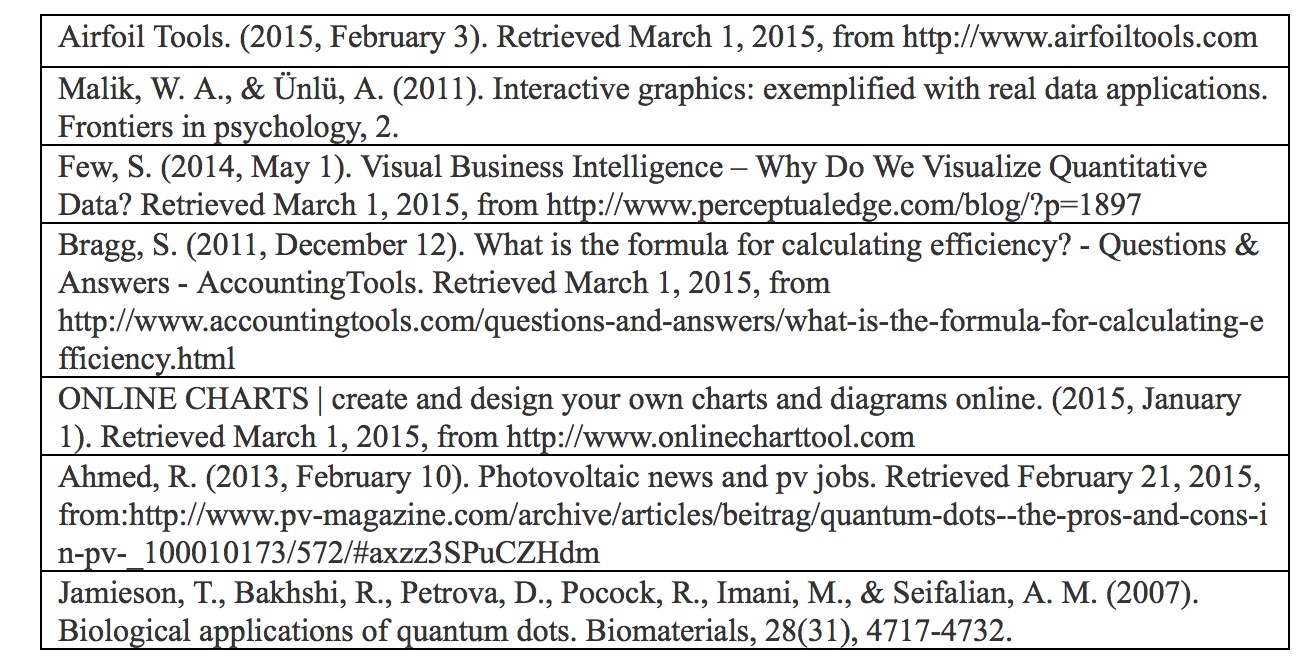 Airfoil Tools. (2015, February 3). Retrieved March 1, 2015, from http://www.airfoiltools.com
Malik, W. A., & Ünlü, A. (2011). Interactive graphics: exemplified with real data applications.
Frontiers in psychology, 2.
Few, S. (2014, May 1). Visual Business Intelligence – Why Do We Visualize Quantitative
Data? Retrieved March 1, 2015, from http://www.perceptualedge.com/blog/?p=1897
Bragg, S. (2011, December 12). What is the formula for calculating efficiency? - Questions &
Answers - AccountingTools. Retrieved March 1, 2015, from
http://www.accountingtools.com/questions-and-answers/what-is-the-formula-for-calculating-e
fficiency.html
ONLINE CHARTS | create and design your own charts and diagrams online. (2015, January
1). Retrieved March 1, 2015, from http://www.onlinecharttool.com
Ahmed, R. (2013, February 10). Photovoltaic news and pv jobs. Retrieved February 21, 2015,
from:http://www.pv-magazine.com/archive/articles/beitrag/quantum-dots--the-pros-and-cons-i
n-pv-_100010173/572/#axzz3SPuCZHdm
Jamieson, T., Bakhshi, R., Petrova, D., Pocock, R., Imani, M., & Seifalian, A. M. (2007).
Biological applications of quantum dots. Biomaterials, 28(31), 4717-4732.